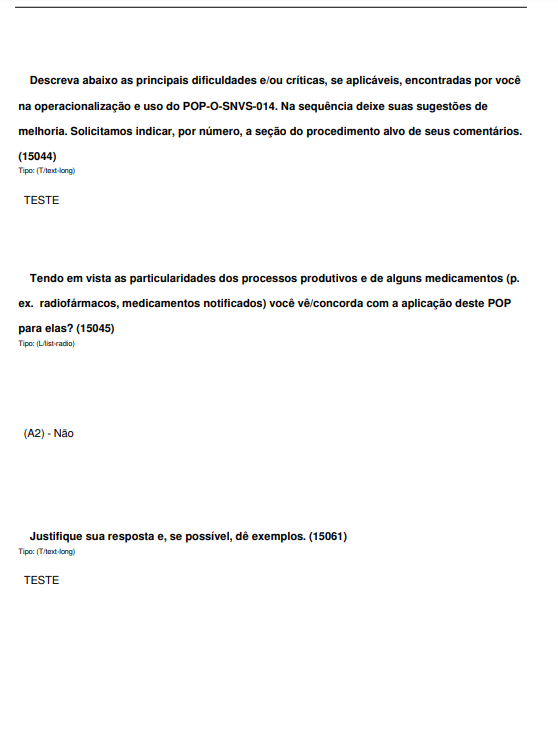 Descreva abaixo as principais dificuldades e/ou críticas, se aplicáveis, encontradas por você
na operacionalização e uso do POP-O-SNVS-014. Na sequência deixe suas sugestões de
melhoria. Solicitamos indicar, por número, a seção do procedimento alvo de seus comentários.
(15044)
Tipo: (T/text-long)
TESTE
Tendo em vista as particularidades dos processos produtivos e de alguns medicamentos (p.
ex. radiofármacos, medicamentos notificados) você vê/concorda com a aplicação deste POP
para elas? (15045)
Tipo: (L/list-radio)
(A2) - Não
Justifique sua resposta e, se possível, dê exemplos. (15061)
Tipo: (T/text-long)
TESTE